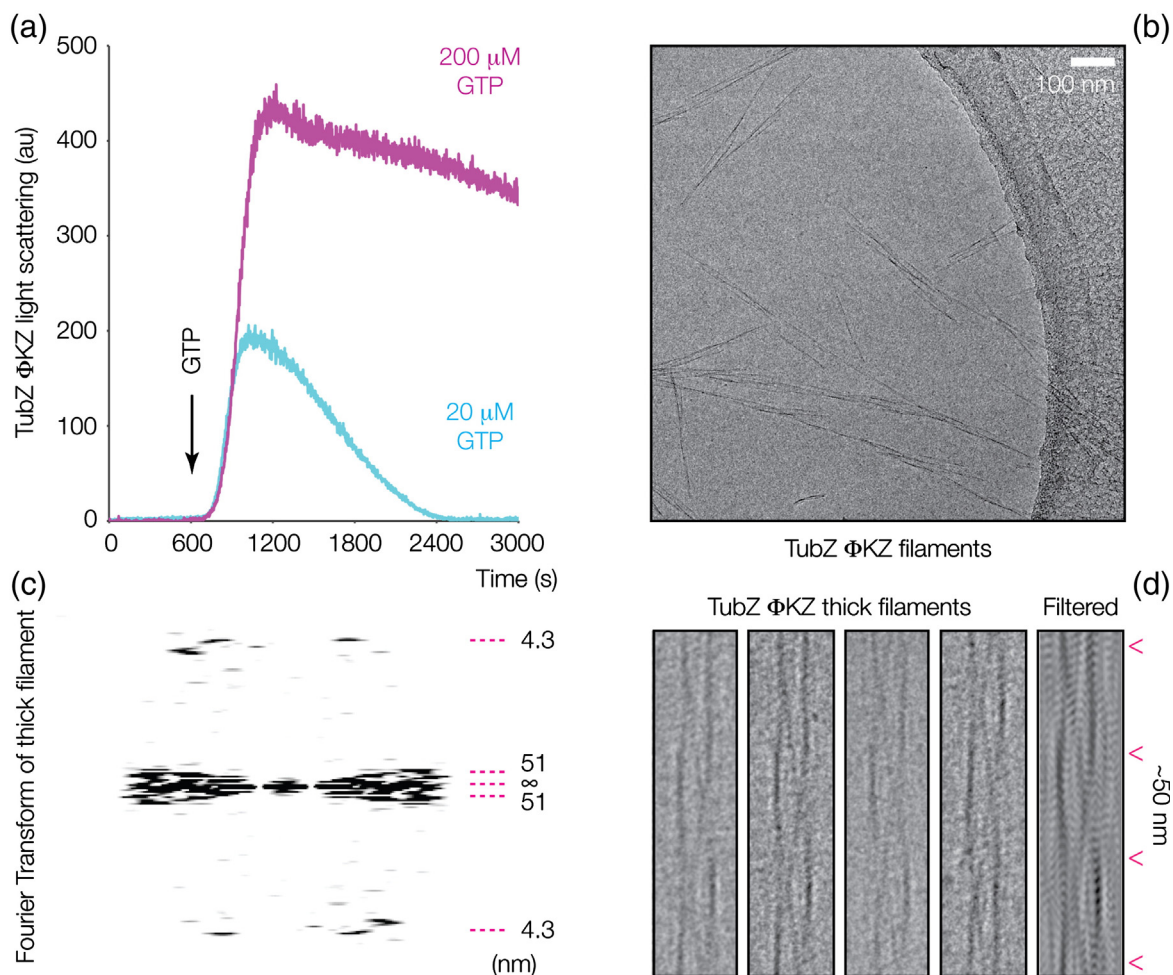 (a)
500
400
300
200
100
0
TubZ ΦKZ light scattering (au)
200 μM
GTP
GTP
20 μM
GTP
0 600 1200 1800 2400 3000
Time (s)
(b)
100 nm
TubZ ΦKZ filaments
(c)
Fourier Transform of thick filament
4.3
51
∞
51
4.3
(nm)
(d)
TubZ ΦKZ thick filaments
Filtered
<
<
<
<
~50 nm